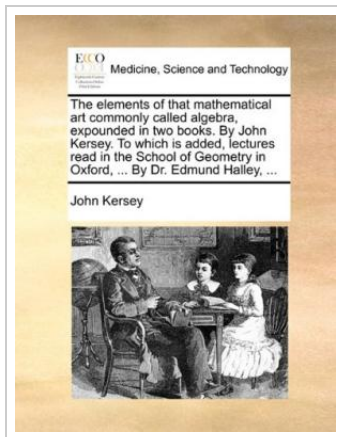 ECCO
Medicine, Science and Technology
The elements of that mathematical
art commonly called algebra,
expounded in two books. By John
Kersey. To which is added, lectures
read in the School of Geometry in
Oxford, ... By Dr. Edmund Halley, ...
John Kersey